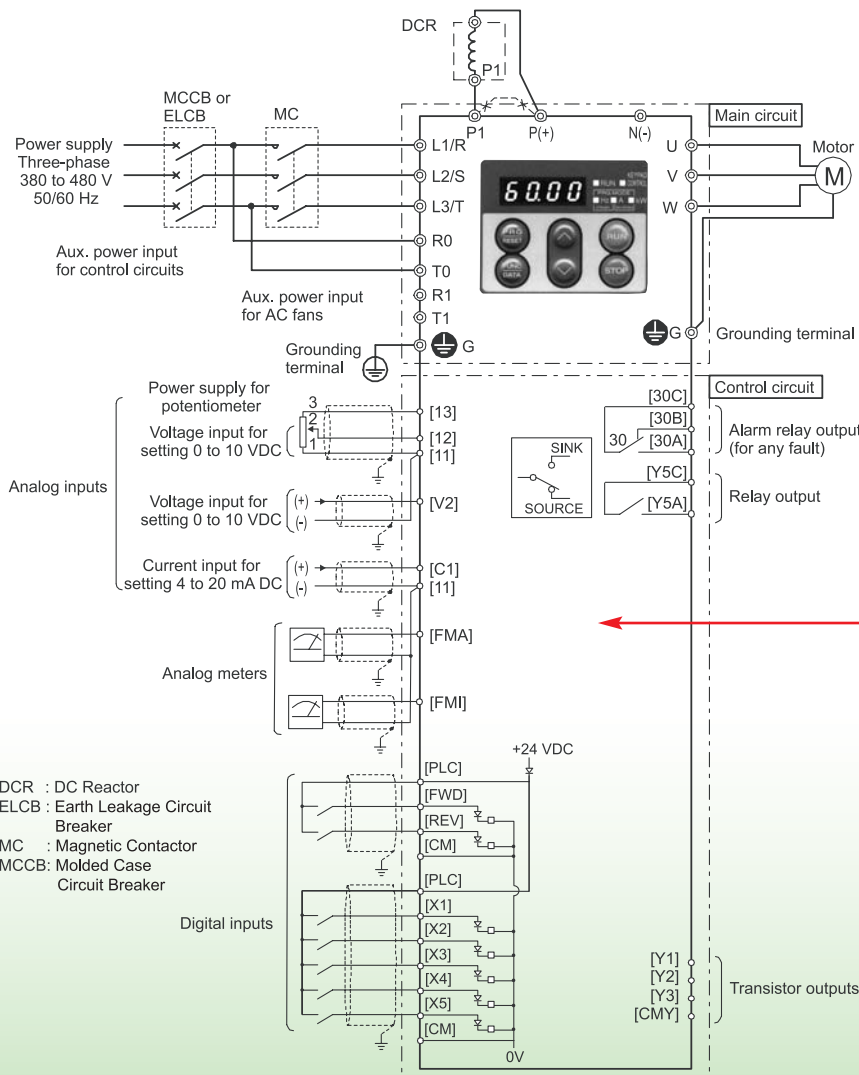 DCR
P1
MCCB or
ELCB
MC
P1
P(+)
N(-)
Main circuit
Power supply
Three-phase
380 to 480 V
50/60 Hz
L1/R
L2/S
L3/T
R0
T0
R1
T1
U
V
W
Motor
M
60.00
RUN
PRG
RESET
RUN
FUNC
DATA
STOP
Aux. power input
for control circuits
Aux. power input
for AC fans
Grounding
terminal
G
G
Grounding terminal
Control circuit
Analog inputs
Power supply for
potentiometer
3
2
1
Voltage input for
setting 0 to 10 VDC
[13]
[12]
[11]
Voltage input for
setting 0 to 10 VDC
(+)
(-)
[V2]
Current input for
setting 4 to 20 mA DC
(+)
(-)
[C1]
[11]
SINK
SOURCE
[30C]
[30B]
30
[30A]
Alarm relay output
(for any fault)
[Y5C]
[Y5A]
Relay output
Analog meters
[FMA]
[FMI]
+24 VDC
DCR : DC Reactor
ELCB : Earth Leakage Circuit
Breaker
MC : Magnetic Contactor
MCCB: Molded Case
Circuit Breaker
Digital inputs
[PLC]
[FWD]
[REV]
[CM]
[PLC]
[X1]
[X2]
[X3]
[X4]
[X5]
[CM]
0V
[Y1]
[Y2]
[Y3]
[CMY]
Transistor outputs